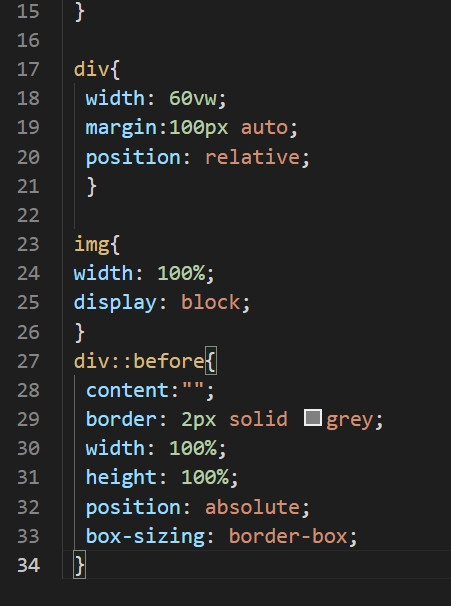 15 }
16
17 div{
18 width: 60vw;
19 margin:100px auto;
20 position: relative;
21 }
22
23 img{
24 width: 100%;
25 display: block;
26 }
27 div::before{
28 content:"";
29 border: 2px solid grey;
30 width: 100%;
31 height: 100%;
32 position: absolute;
33 box-sizing: border-box;
34 }